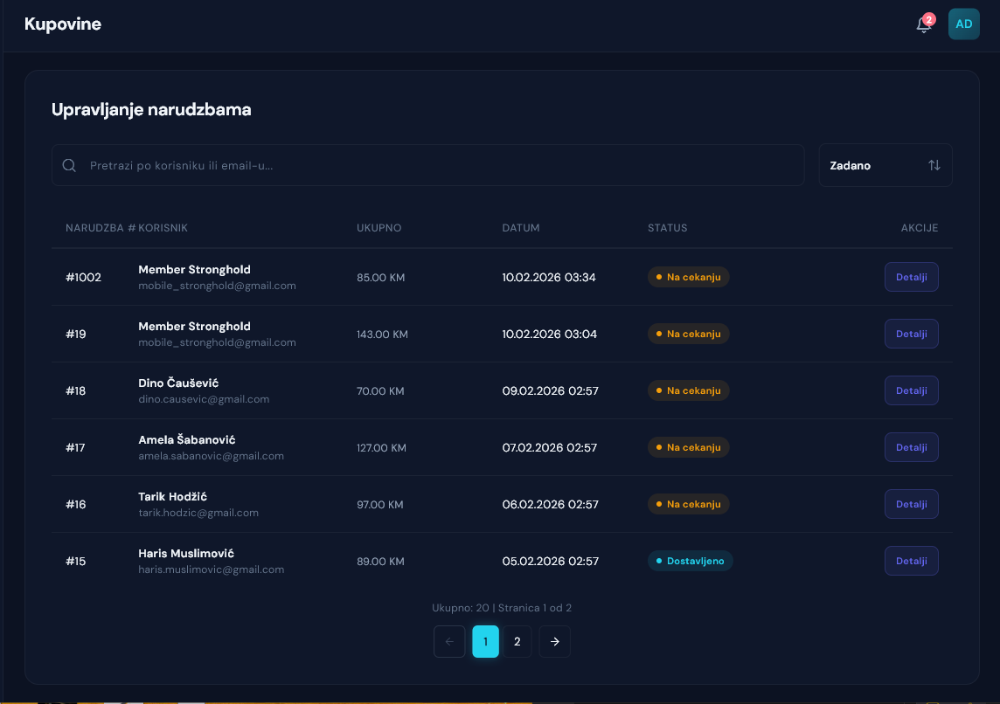 Kupovine
2
AD
Upravljanje narudzbama
Pretrazi po korisniku ili email-u...
Zadano
NARUDZBA # KORISNIK UKUPNO DATUM STATUS AKCIJE
#1002 Member Stronghold 85.00 KM 10.02.2026 03:34 Na cekanju Detalji
mobile_stronghold@gmail.com
#19 Member Stronghold 143.00 KM 10.02.2026 03:04 Na cekanju Detalji
mobile_stronghold@gmail.com
#18 Dino Čaušević 70.00 KM 09.02.2026 02:57 Na cekanju Detalji
dino.causevic@gmail.com
#17 Amela Šabanović 127.00 KM 07.02.2026 02:57 Na cekanju Detalji
amela.sabanovic@gmail.com
#16 Tarik Hodžić 97.00 KM 06.02.2026 02:57 Na cekanju Detalji
tarik.hodzic@gmail.com
#15 Haris Muslimović 89.00 KM 05.02.2026 02:57 Dostavljeno Detalji
haris.muslimovic@gmail.com
Ukupno: 20 | Stranica 1 od 2
← 1 2 →